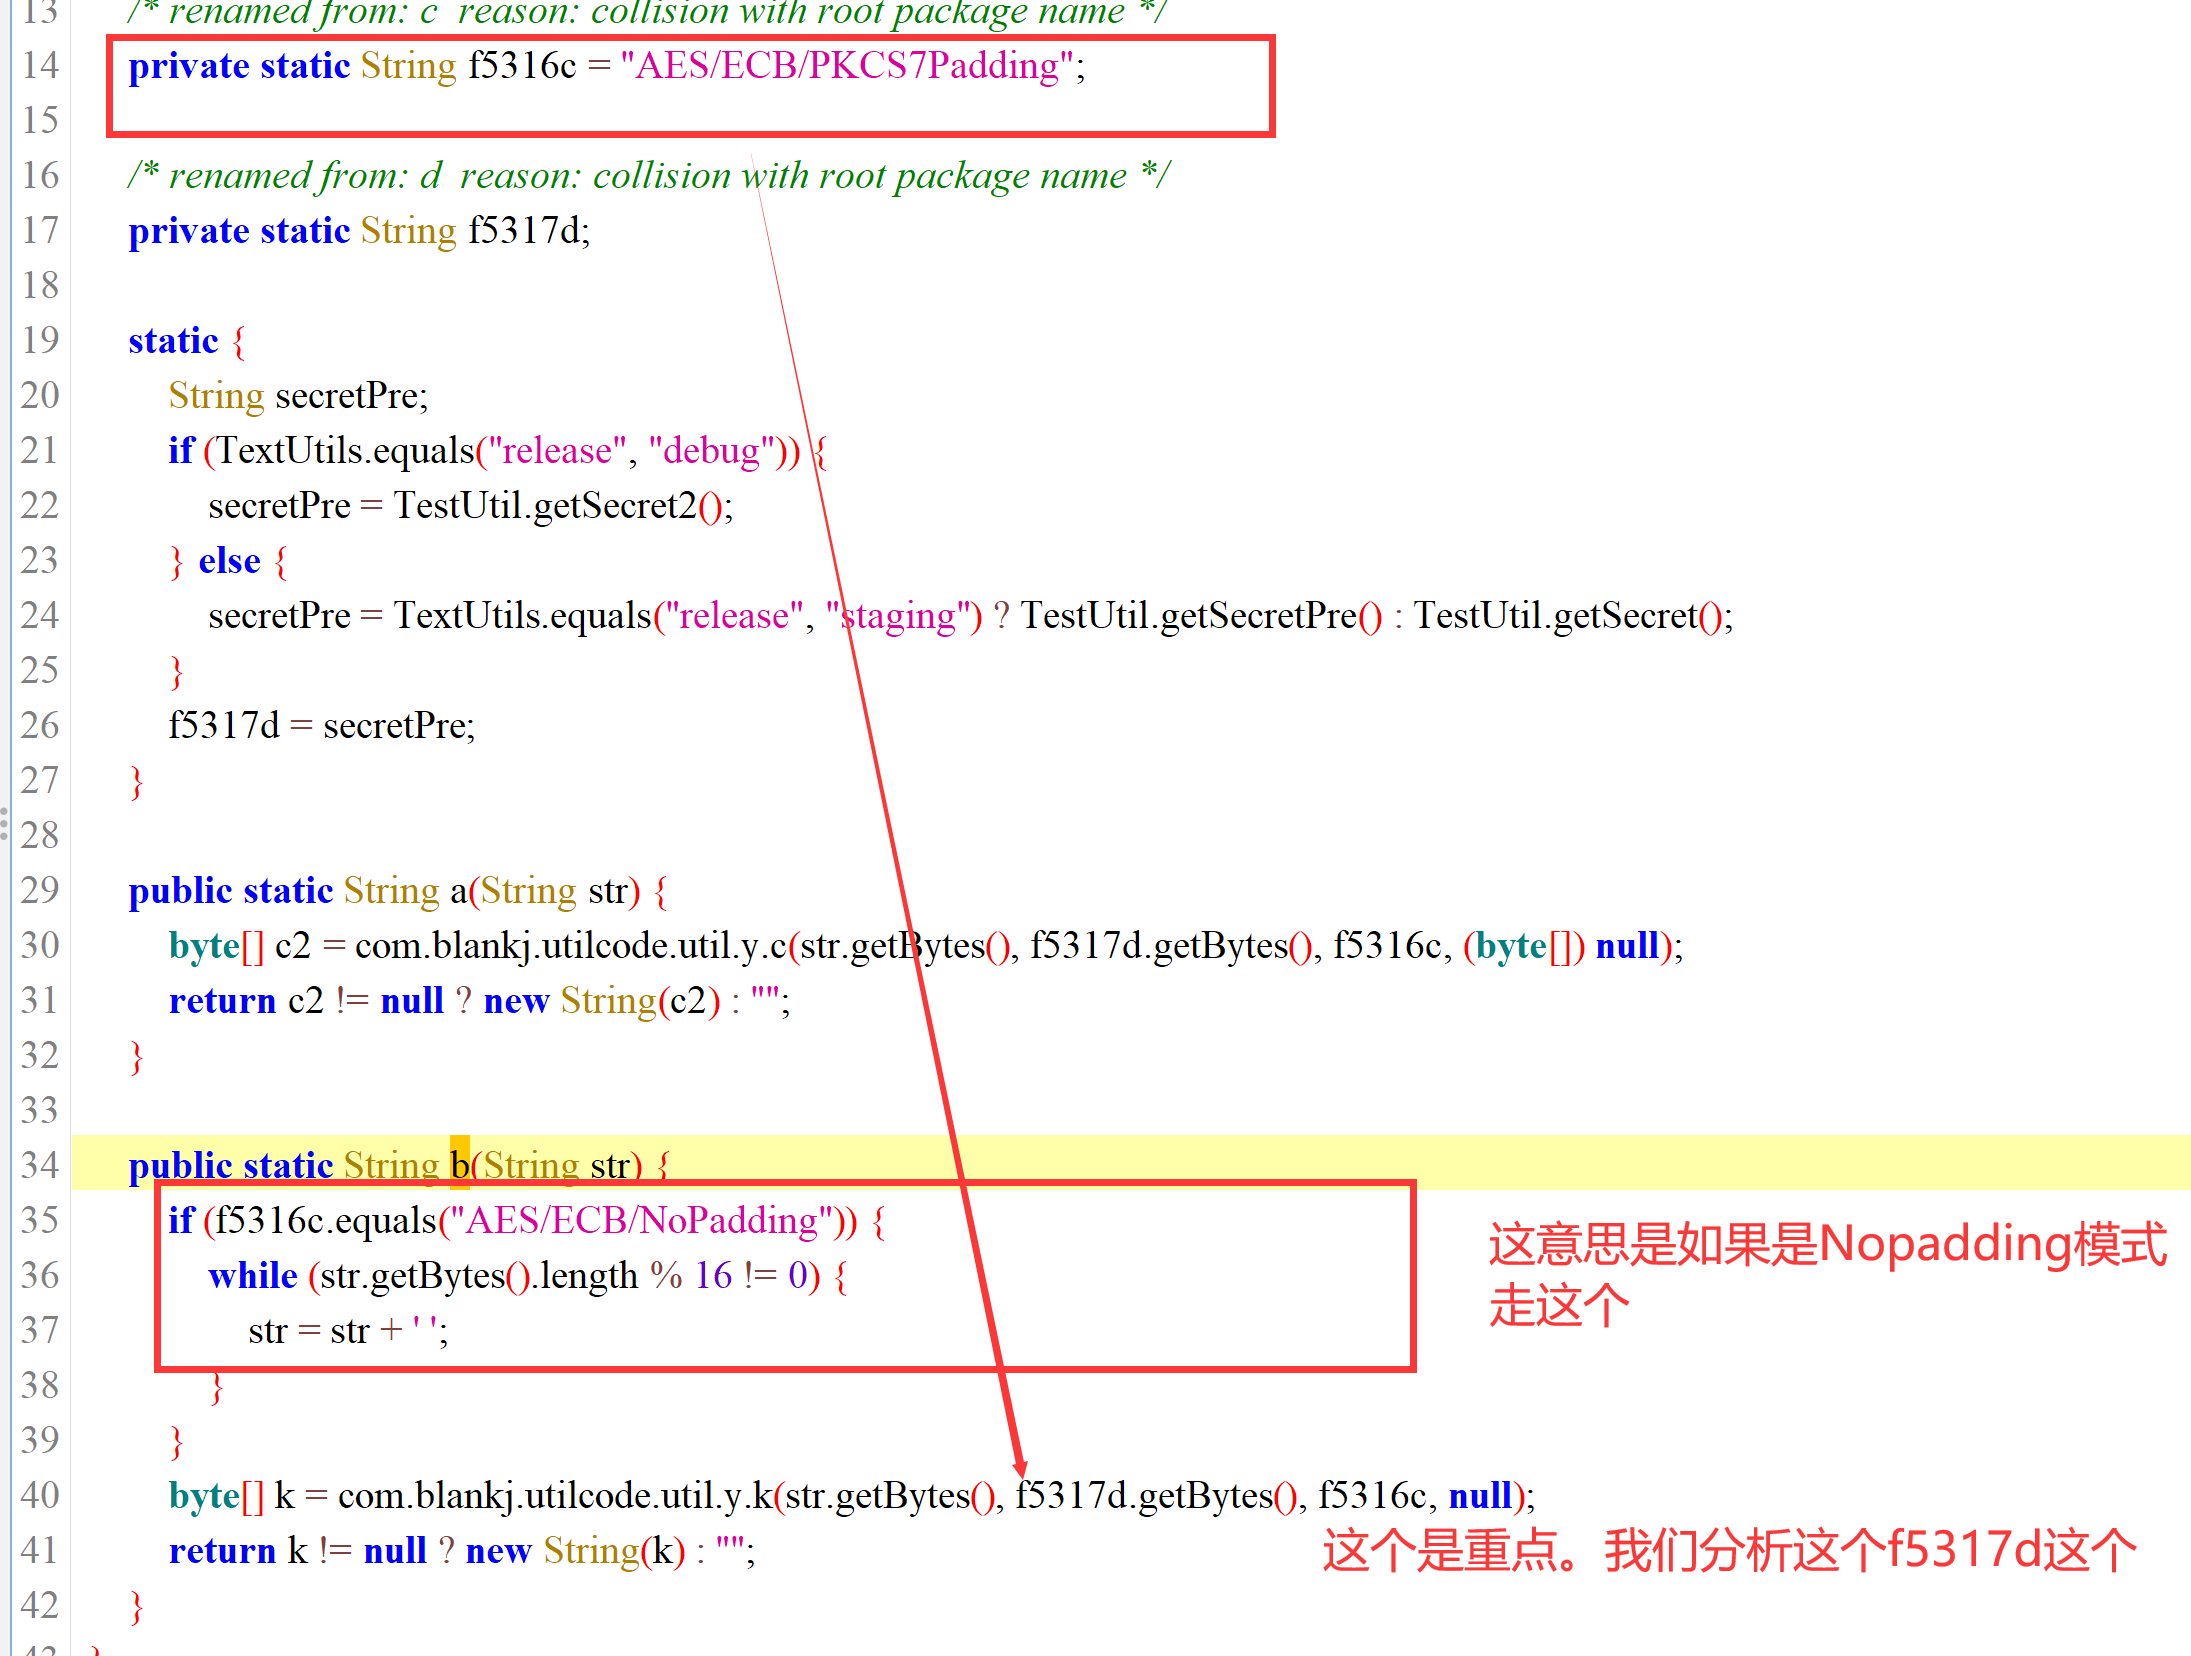 13 /* renamed from: c  reason: collision with root package name */
14 private static String f5316c = "AES/ECB/PKCS7Padding";
15
16 /* renamed from: d  reason: collision with root package name */
17 private static String f5317d;
18
19 static {
20 String secretPre;
21 if (TextUtils.equals("release", "debug")) {
22 secretPre = TestUtil.getSecret2();
23 } else {
24 secretPre = TextUtils.equals("release", "staging") ? TestUtil.getSecretPre() : TestUtil.getSecret();
25 }
26 f5317d = secretPre;
27 }
28
29 public static String a(String str) {
30 byte[] c2 = com.blankj.utilcode.util.y.c(str.getBytes(), f5317d.getBytes(), f5316c, (byte[]) null);
31 return c2 != null ? new String(c2) : "";
32 }
33
34 public static String b(String str) {
35 if (f5316c.equals("AES/ECB/NoPadding")) {
36 while (str.getBytes().length % 16 != 0) {
37 str = str + ' ';
这意思是如果是Nopadding模式
走这个
38 }
39 }
40 byte[] k = com.blankj.utilcode.util.y.k(str.getBytes(), f5317d.getBytes(), f5316c, null);
41 return k != null ? new String(k) : "";
这个是重点。我们分析这个f5317d这个
42 }
43 }